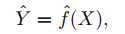 Ŷ = f̂(X),